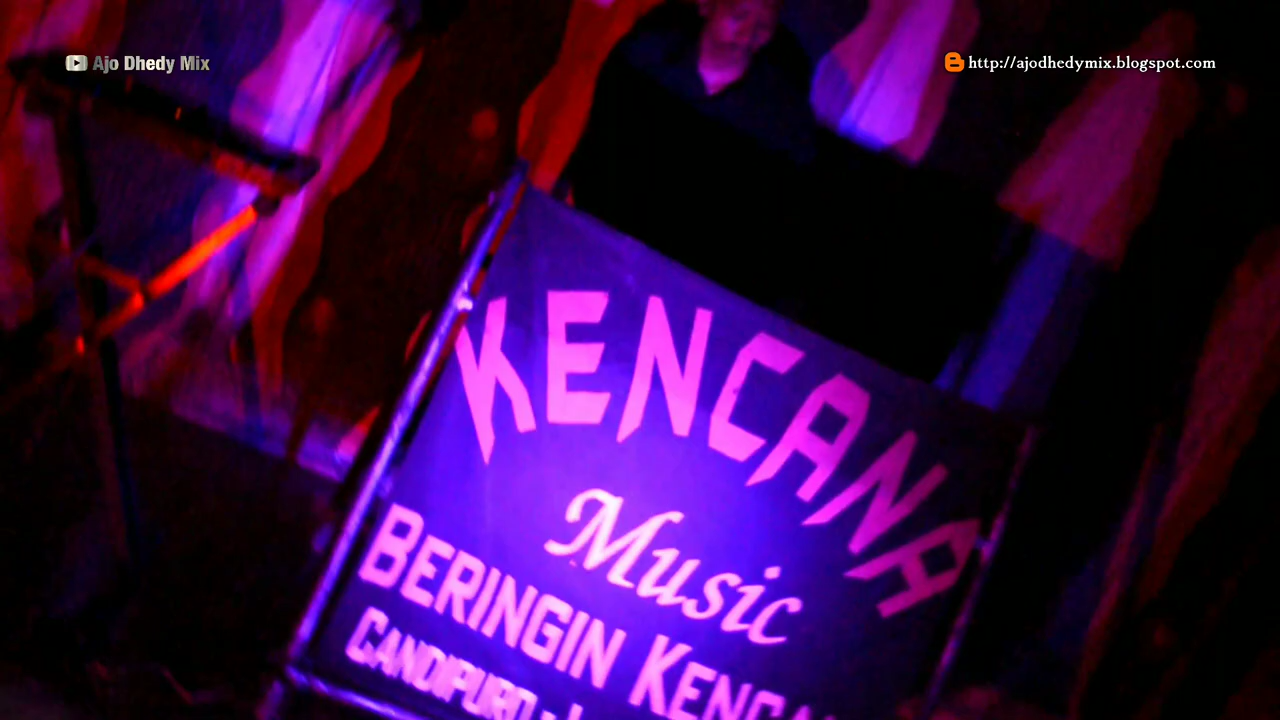 Ajo Dhedy Mix
http://ajodhedymix.blogspot.com
KENCANA
Music
BERINGIN
CANDIPURO -